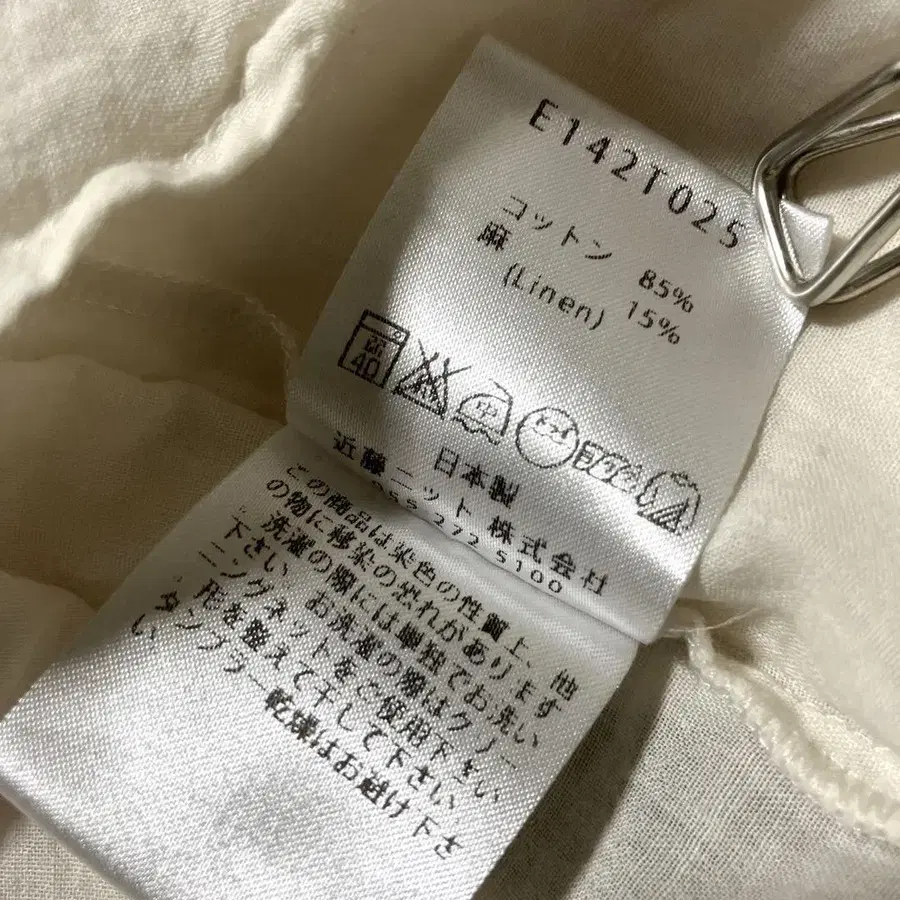 E142T025
コットン 85%
麻 (Linen) 15%
弱 40
中
日本製
近藤ニット株式会社
055 272 5100
この商品は染色の性質上、他
の物に移染の恐れがあります
。洗濯の際には単独でお洗い
下さい。お洗濯の際はクリー
ニングネットをご使用下さい
形を整えて干して下さい
タンブラー乾燥はお避け下さ
い